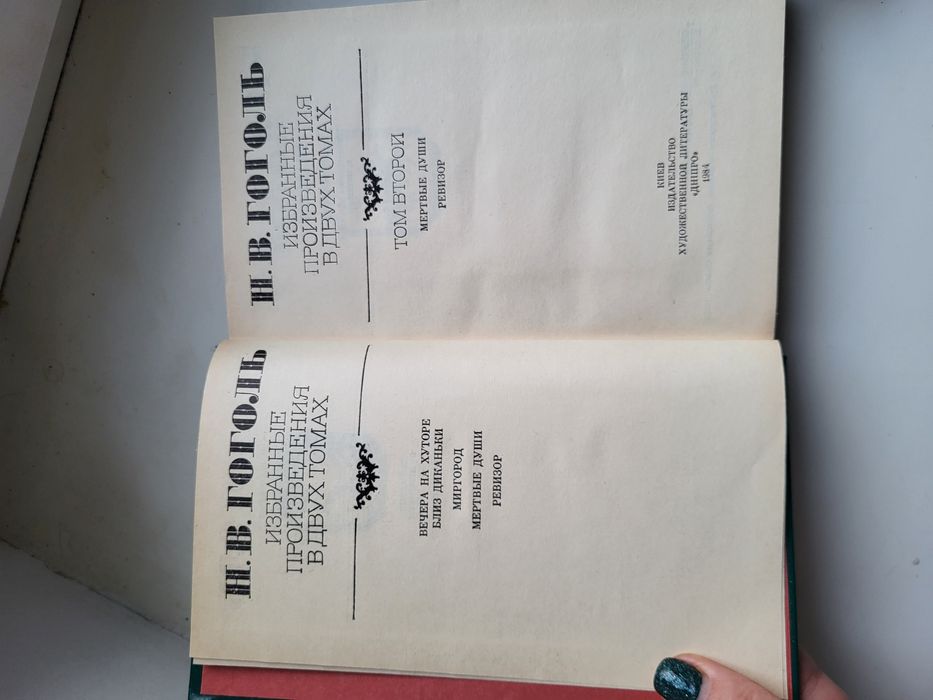 Н. В. ГОГОЛЬ
ИЗБРАННЫЕ
ПРОИЗВЕДЕНИЯ
В ДВУХ ТОМАХ
ВЕЧЕРА НА ХУТОРЕ
БЛИЗ ДИКАНЬКИ
МИРГОРОД
МЕРТВЫЕ ДУШИ
РЕВИЗОР
Н. В. ГОГОЛЬ
ИЗБРАННЫЕ
ПРОИЗВЕДЕНИЯ
В ДВУХ ТОМАХ
ТОМ ВТОРОЙ
МЕРТВЫЕ ДУШИ
РЕВИЗОР
КИЕВ
ИЗДАТЕЛЬСТВО
ХУДОЖЕСТВЕННОЙ ЛИТЕРАТУРЫ
«ДНИПРО»
1984